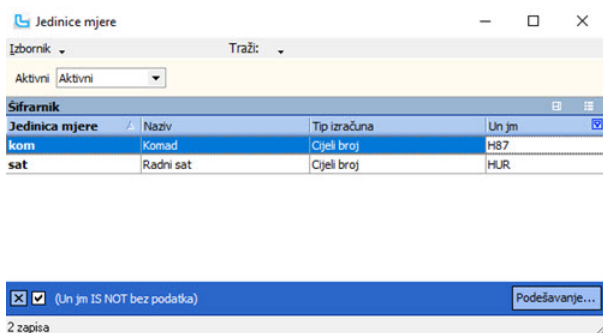 Jedinice mjere
Izbornik Traži:
Aktivni Aktivni
Šifrarnik
Jedinica mjere Naziv Tip izračuna Un jm
kom Komad Cijeli broj H87
sat Radni sat Cijeli broj HUR
(Un jm IS NOT bez podatka) Podešavanje...
2 zapisa